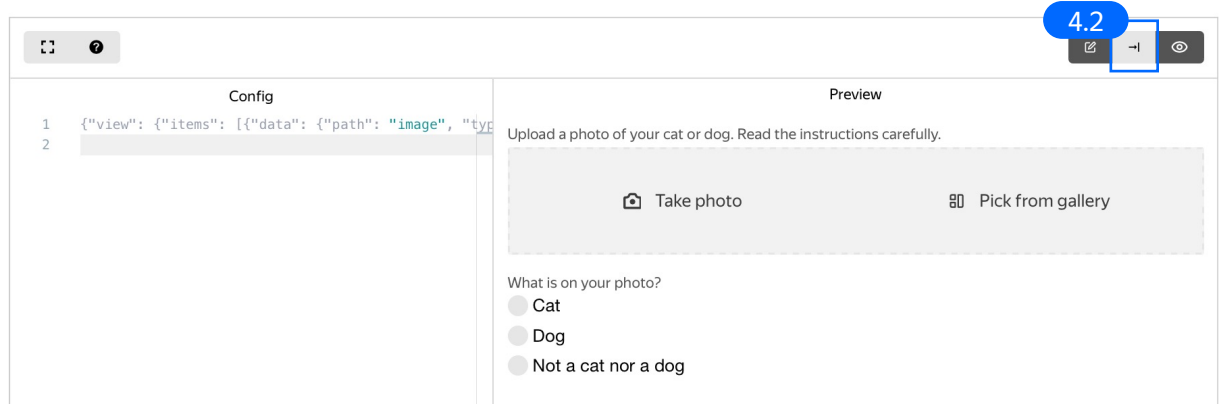 4.2
Config
Preview
1 {"view": {"items": [{"data": {"path": "image", "typ
2
Upload a photo of your cat or dog. Read the instructions carefully.
Take photo
Pick from gallery
What is on your photo?
Cat
Dog
Not a cat nor a dog